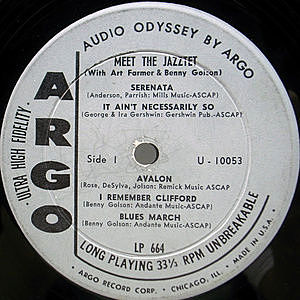 AUDIO ODYSSEY BY ARGO
ULTRA HIGH FIDELITY
ARGO
MEET THE JAZZTET
(With Art Farmer & Benny Golson)
SERENATA
(Anderson, Parrish: Mills Music-ASCAP)
IT AIN'T NECESSARILY SO
(George & Ira Gershwin: Gershwin Pub.-ASCAP)
Side 1
U-10053
AVALON
(Rose, DeSylva, Jolson: Remick Music ASCAP)
I REMEMBER CLIFFORD
(Benny Golson: Andante Music-ASCAP)
BLUES MARCH
(Benny Golson: Andante Music-ASCAP)
LP 664
LONG PLAYING 33⅓ RPM UNBREAKABLE
ARGO RECORD CORP. • CHICAGO, ILL. • MADE IN U.S.A.